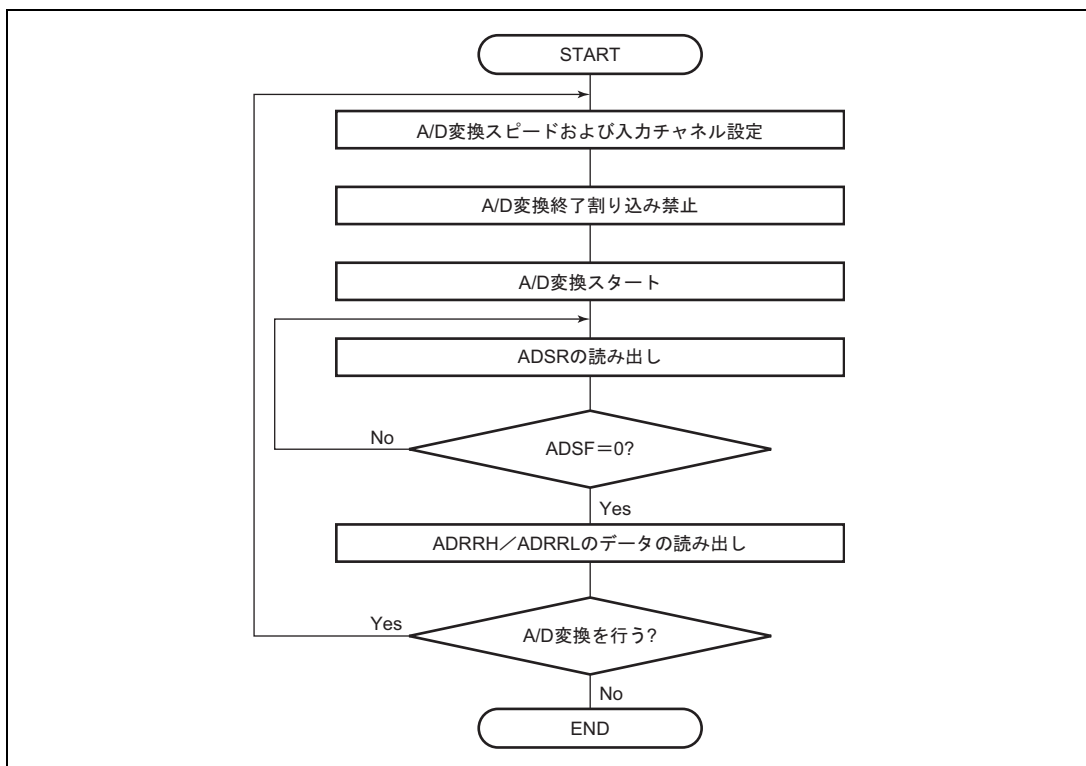 START
A/D変換スピードおよび入力チャネル設定
A/D変換終了割り込み禁止
A/D変換スタート
ADSRの読み出し
No
ADSF＝0?
Yes
ADRRH／ADRRLのデータの読み出し
Yes
A/D変換を行う?
No
END